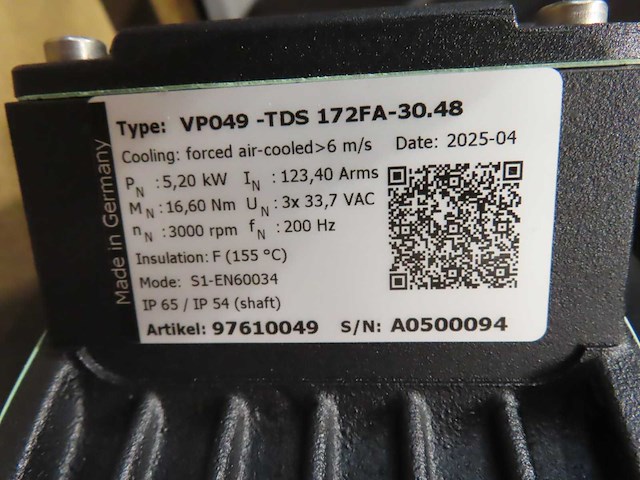 Type: VP049 -TDS 172FA-30.48
Cooling: forced air-cooled>6 m/s Date: 2025-04
PN :5,20 kW IN :123,40 Arms
MN :16,60 Nm UN :3x 33,7 VAC
nN :3000 rpm fN :200 Hz
Insulation: F (155 °C)
Mode: S1-EN60034
IP 65 / IP 54 (shaft)
Artikel: 97610049 S/N: A0500094
Made in Germany